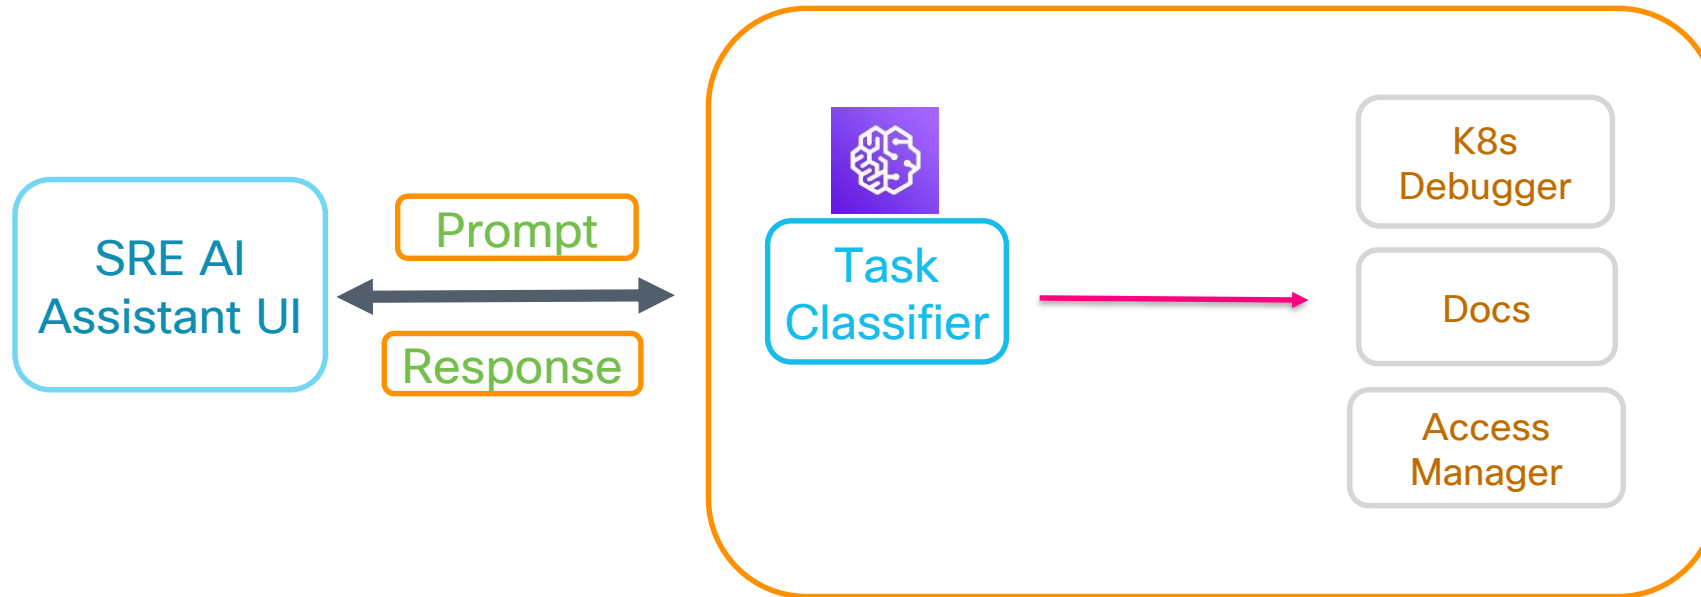 SRE AI
Assistant UI
Prompt
Response
Task
Classifier
K8s
Debugger
Docs
Access
Manager